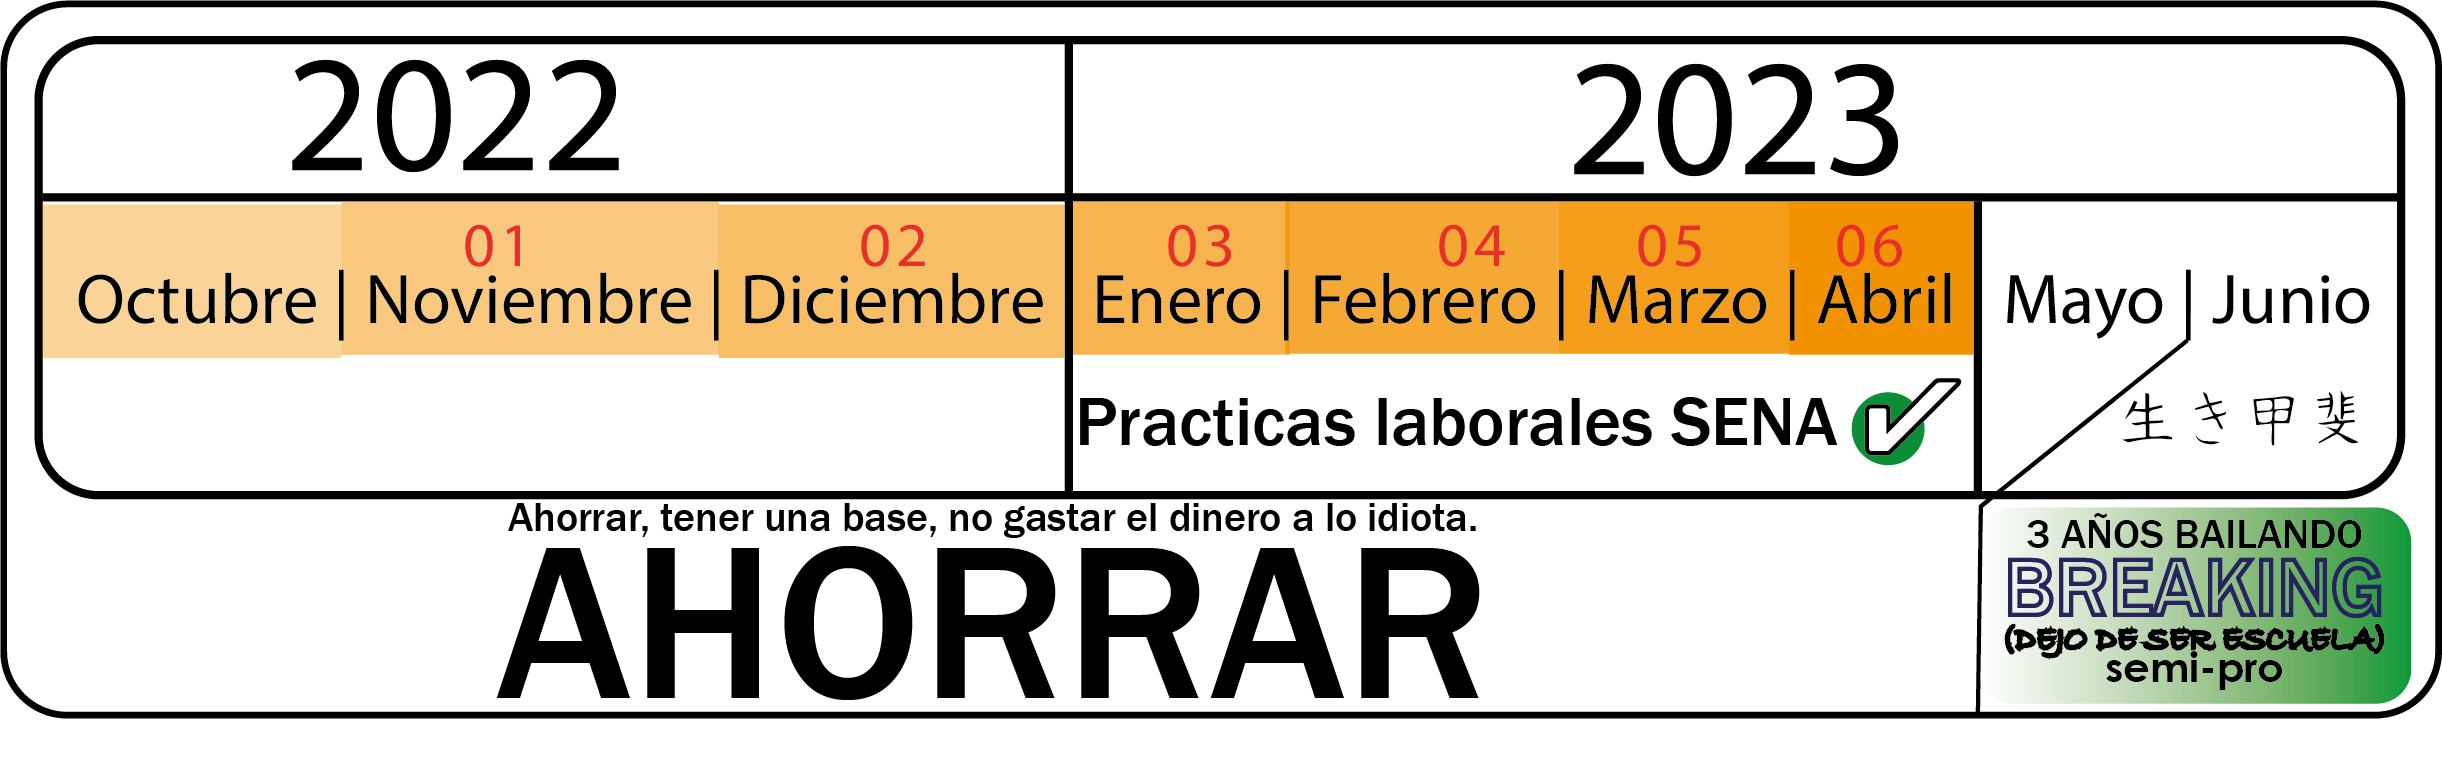 2022 2023
01 02 03 04 05 06
Octubre | Noviembre | Diciembre Enero | Febrero | Marzo | Abril Mayo | Junio
Practicas laborales SENA
生き甲斐
Ahorrar, tener una base, no gastar el dinero a lo idiota.
AHORRAR
3 AÑOS BAILANDO
BREAKING
(DEJO DE SER ESCUELA)
semi-pro